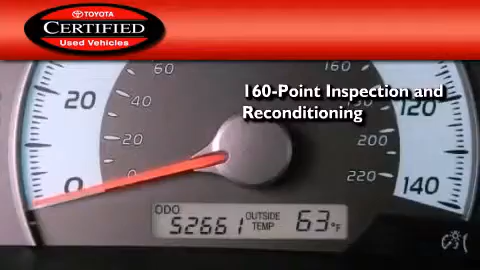 TOYOTA
CERTIFIED
Used Vehicles
160-Point Inspection and
Reconditioning
60
160
20
40
120
20
200
0
0
220
140
ODO
52661
OUTSIDE
TEMP
63°F